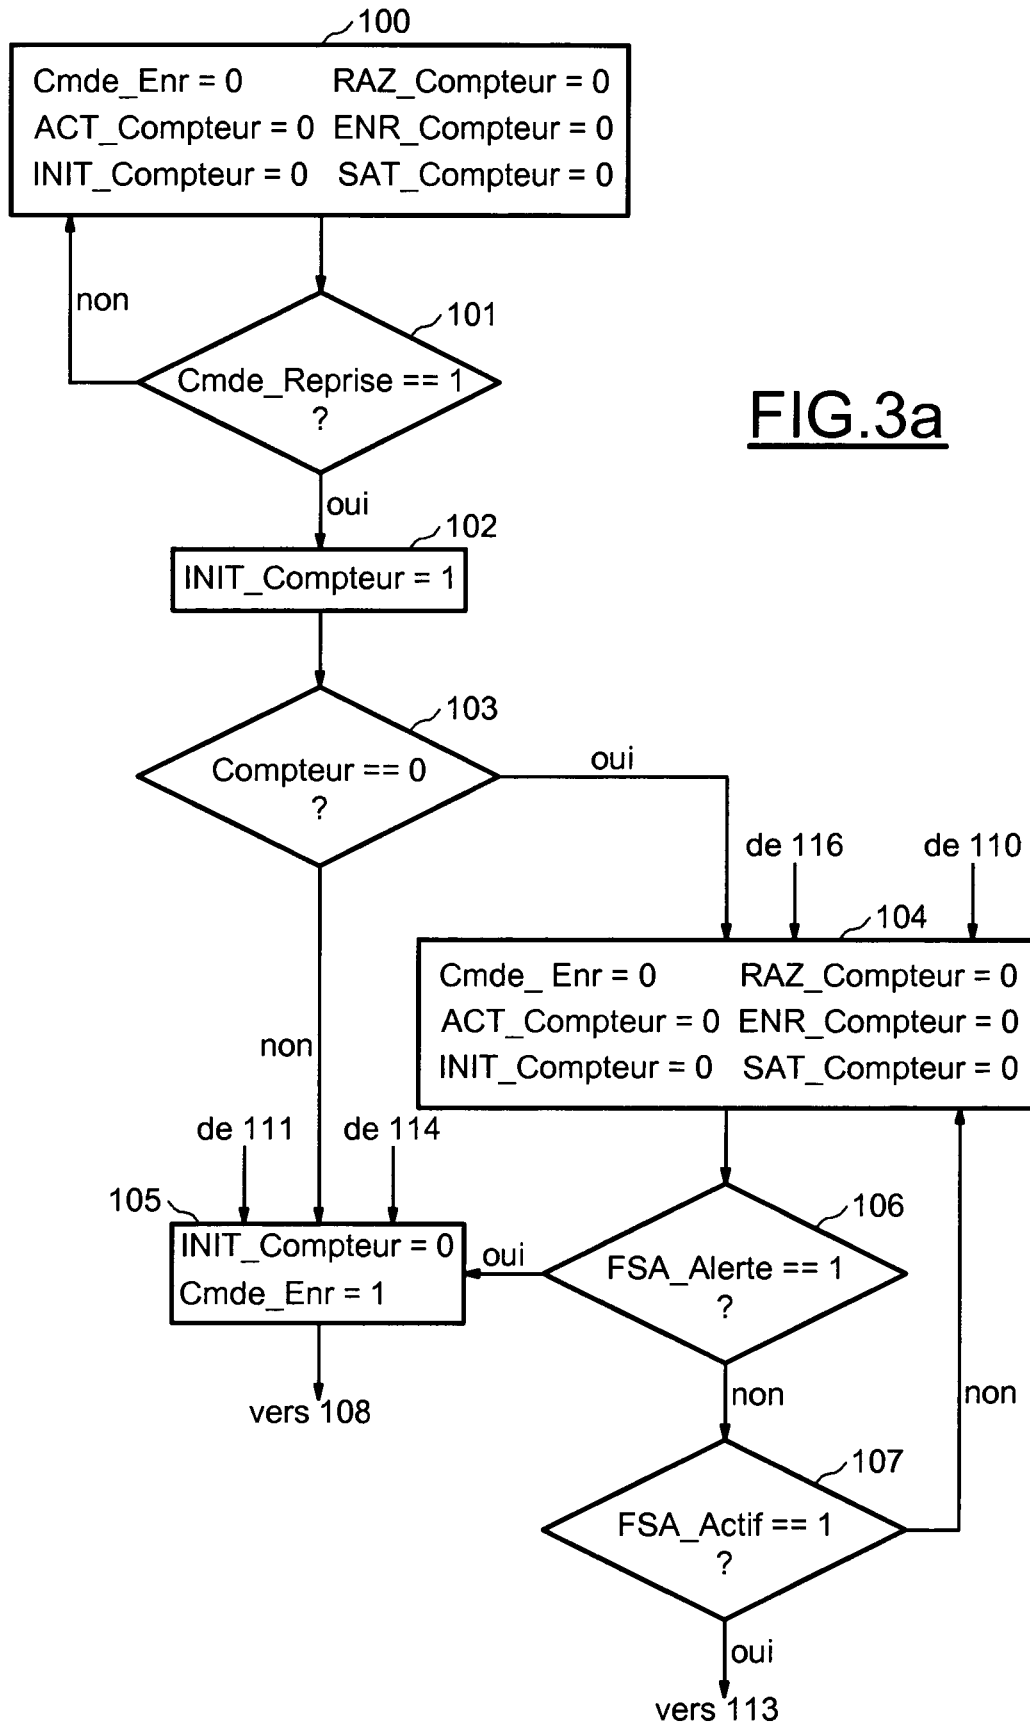 100
Cmde_Enr = 0 RAZ_Compteur = 0
ACT_Compteur = 0 ENR_Compteur = 0
INIT_Compteur = 0 SAT_Compteur = 0
non
101
Cmde_Reprise == 1
?
FIG.3a
oui
102
INIT_Compteur = 1
103
Compteur == 0
?
oui
de 116 de 110
104
Cmde_ Enr = 0 RAZ_Compteur = 0
ACT_Compteur = 0 ENR_Compteur = 0
INIT_Compteur = 0 SAT_Compteur = 0
non
de 111 de 114
105
INIT_Compteur = 0
Cmde_Enr = 1
oui
106
FSA_Alerte == 1
?
vers 108
non
non
107
FSA_Actif == 1
?
oui
vers 113